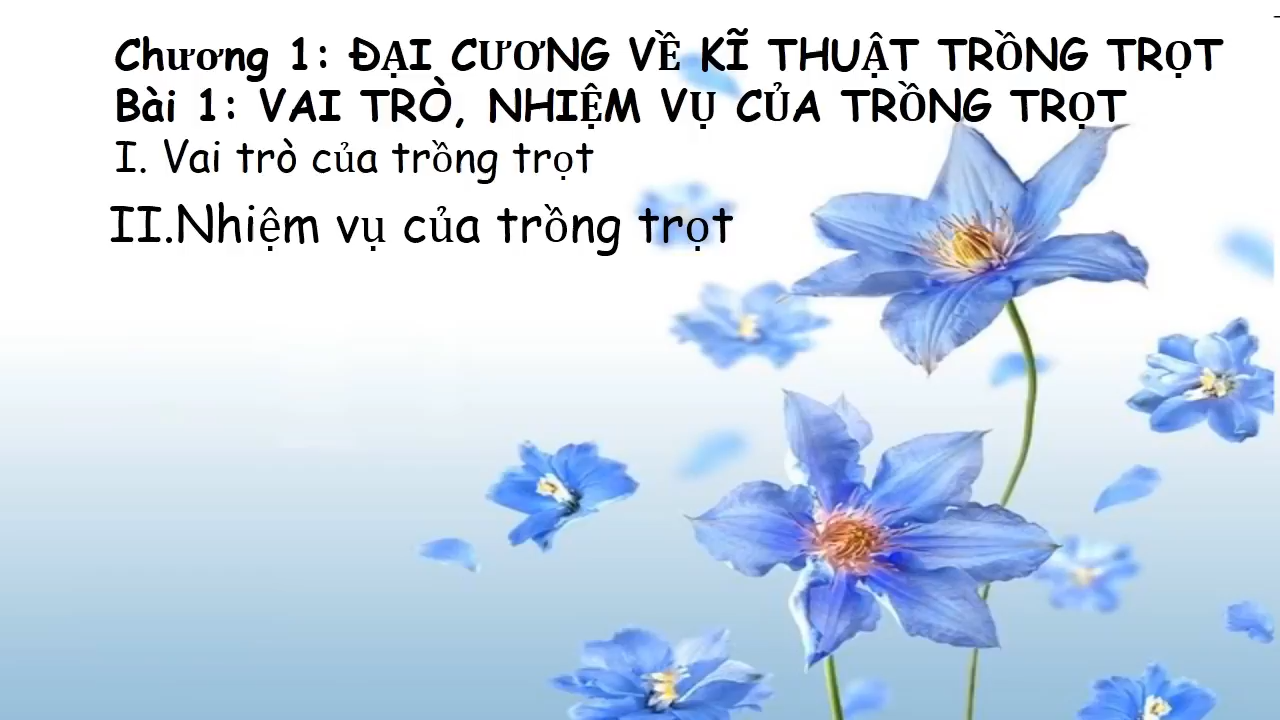 Chương 1: ĐẠI CƯƠNG VỀ KĨ THUẬT TRỒNG TRỌT
Bài 1: VAI TRÒ, NHIỆM VỤ CỦA TRỒNG TRỌT
I. Vai trò của trồng trọt
II.Nhiệm vụ của trồng trọt